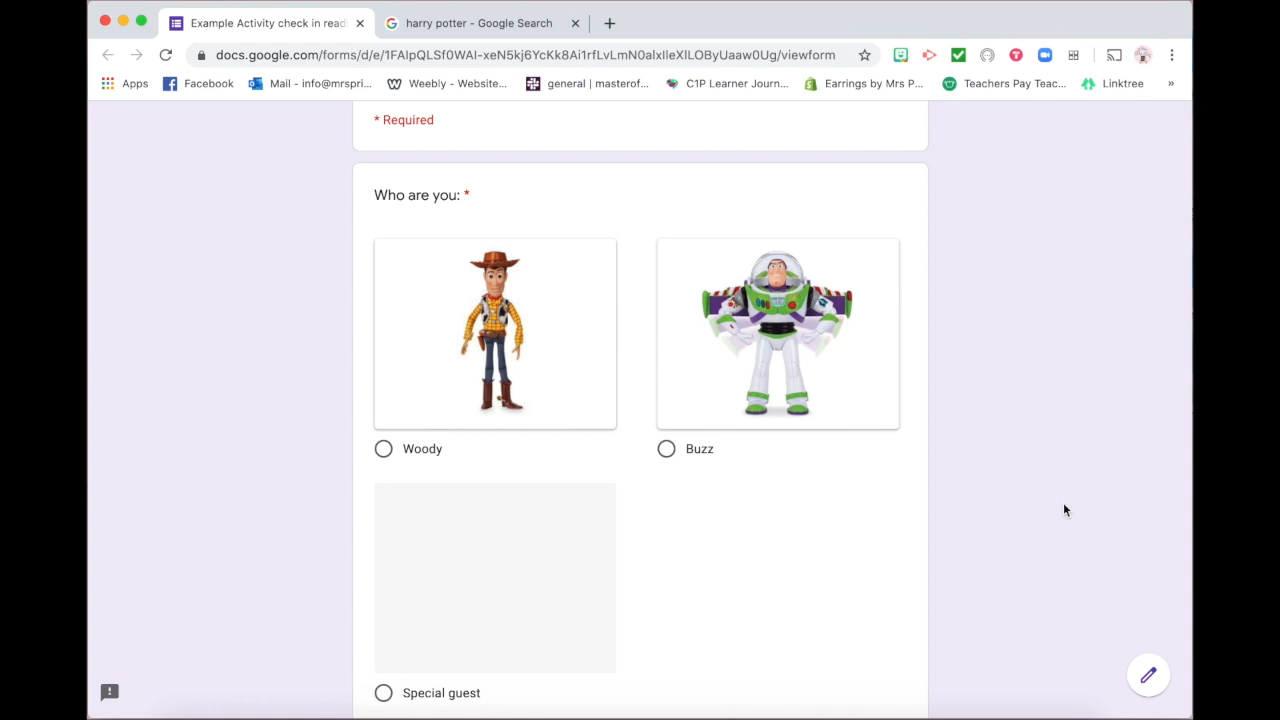 Example Activity check in readi
harry potter - Google Search
docs.google.com/forms/d/e/1FAIpQLSf0WAI-xeN5kj6YcKk8Ai1rfLvLmN0alxIleXlLOByUaaw0Ug/viewform
Apps
Facebook
Mail - info@mrspri...
Weebly - Website...
general | masterof...
C1P Learner Journ...
Earrings by Mrs P...
Teachers Pay Teac...
Linktree
»
* Required
Who are you: *
Woody
Buzz
Special guest